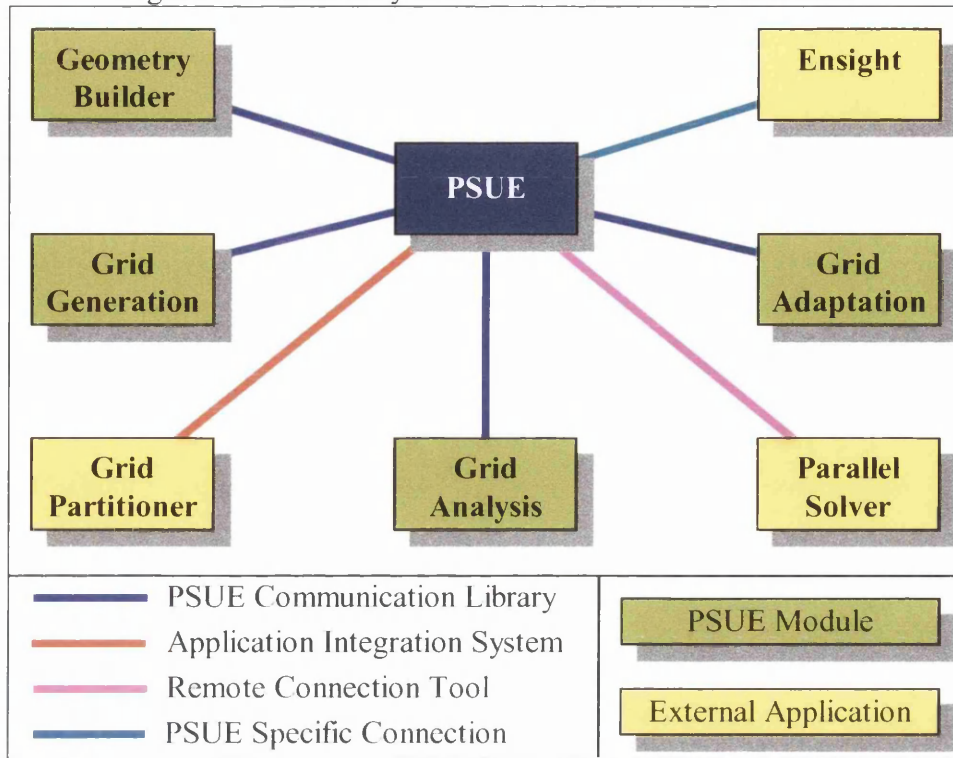 Geometry
Builder
Ensight
PSUE
Grid
Generation
Grid
Adaptation
Grid
Partitioner
Grid
Analysis
Parallel
Solver
PSUE Communication Library
Application Integration System
Remote Connection Tool
PSUE Specific Connection
PSUE Module
External Application